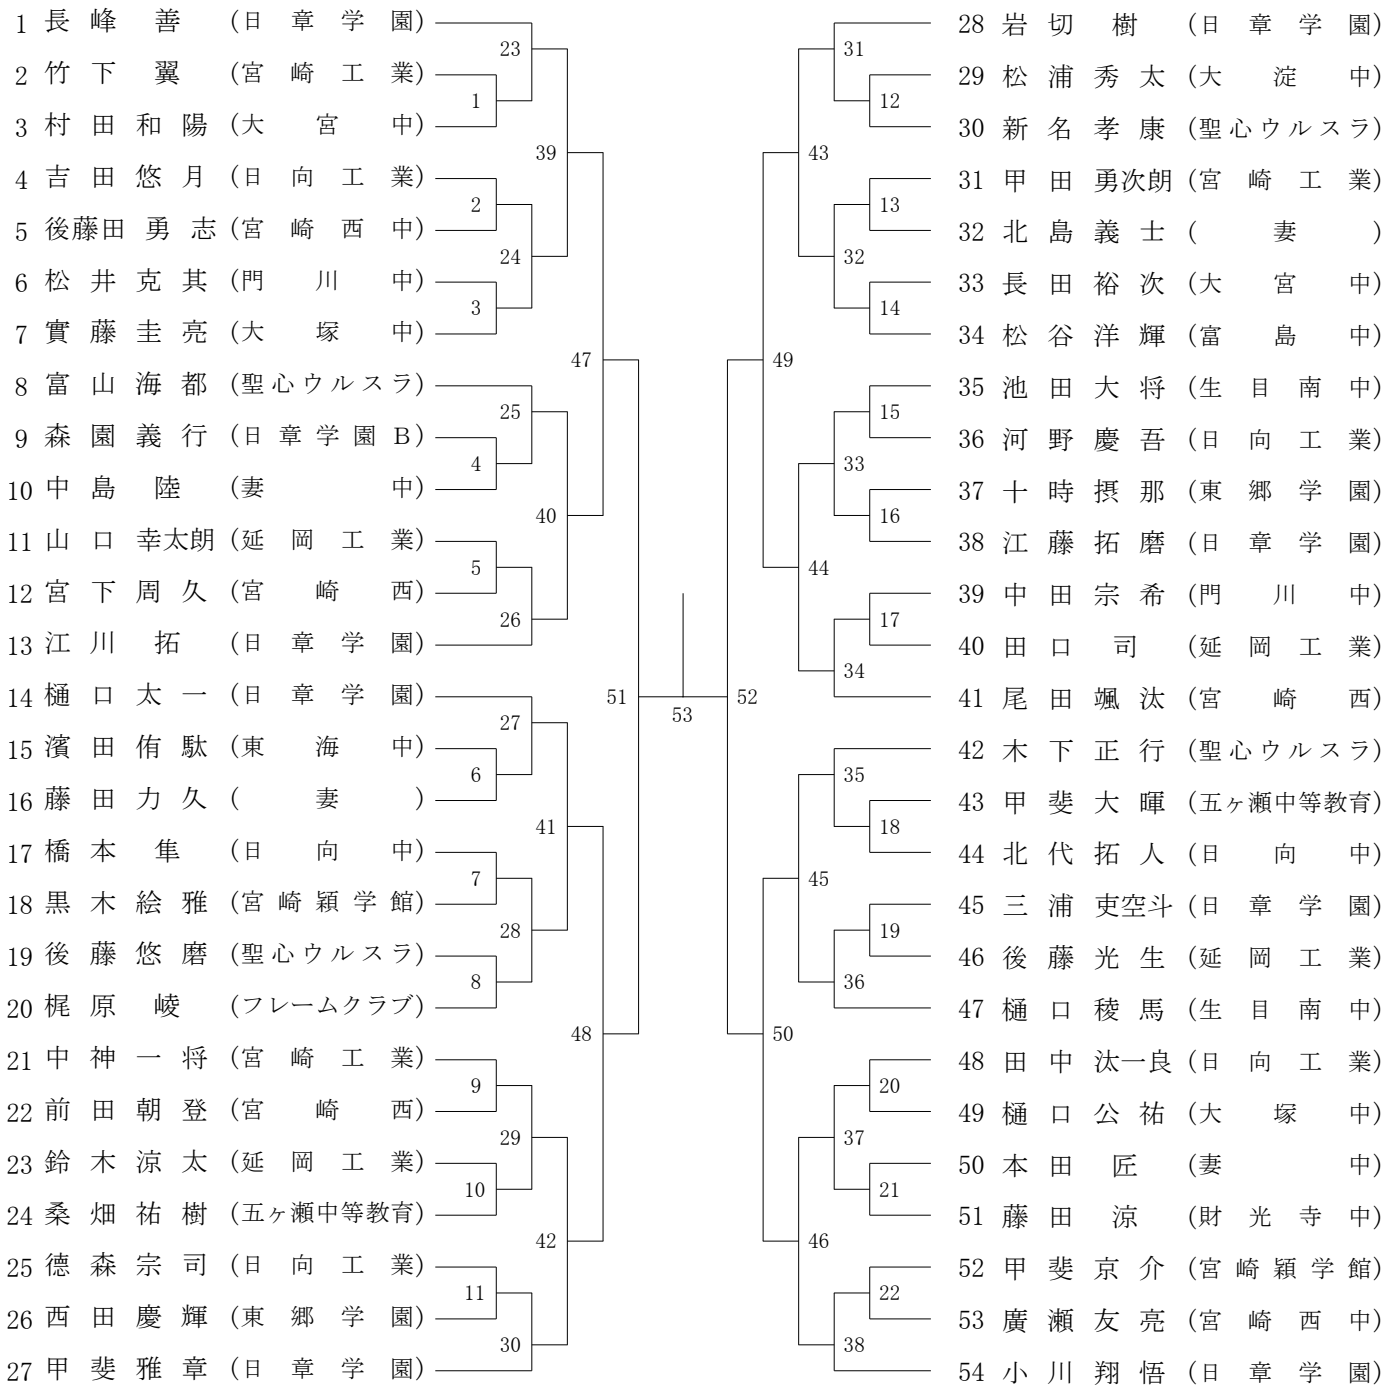 1 長峰 善 (日章学園)
2 竹下 翼 (宮崎工業)
3 村田和陽 (大宮中)
4 吉田悠月 (日向工業)
5 後藤田勇志 (宮崎西中)
6 松井克其 (門川中)
7 實藤圭亮 (大塚中)
8 富山海都 (聖心ウルスラ)
9 森園義行 (日章学園B)
10 中島 陸 (妻中)
11 山口幸太朗 (延岡工業)
12 宮下周久 (宮崎西)
13 江川 拓 (日章学園)
14 樋口太一 (日章学園)
15 濱田侑駄 (東海中)
16 藤田力久 (妻)
17 橋本 隼 (日向中)
18 黒木絵雅 (宮崎穎学館)
19 後藤悠磨 (聖心ウルスラ)
20 梶原 崚 (フレームクラブ)
21 中神一将 (宮崎工業)
22 前田朝登 (宮崎西)
23 鈴木涼太 (延岡工業)
24 桑畑祐樹 (五ヶ瀬中等教育)
25 德森宗司 (日向工業)
26 西田慶輝 (東郷学園)
27 甲斐雅章 (日章学園)
23
1
39
2
24
3
47
25
4
40
5
26
51
27
6
41
7
28
8
48
9
29
10
42
11
30
53
31
12
43
13
32
14
49
15
33
16
44
17
34
52
35
18
45
19
36
50
20
37
21
46
22
38
28 岩切 樹 (日章学園)
29 松浦秀太 (大淀中)
30 新名孝康 (聖心ウルスラ)
31 甲田勇次朗 (宮崎工業)
32 北島義士 (妻)
33 長田裕次 (大宮中)
34 松谷洋輝 (富島中)
35 池田大将 (生目南中)
36 河野慶吾 (日向工業)
37 十時摂那 (東郷学園)
38 江藤拓磨 (日章学園)
39 中田宗希 (門川中)
40 田口 司 (延岡工業)
41 尾田颯汰 (宮崎西)
42 木下正行 (聖心ウルスラ)
43 甲斐大暉 (五ヶ瀬中等教育)
44 北代拓人 (日向中)
45 三浦吏空斗 (日章学園)
46 後藤光生 (延岡工業)
47 樋口稜馬 (生目南中)
48 田中汰一良 (日向工業)
49 樋口公祐 (大塚中)
50 本田 匠 (妻中)
51 藤田 涼 (財光寺中)
52 甲斐京介 (宮崎穎学館)
53 廣瀬友亮 (宮崎西中)
54 小川翔悟 (日章学園)